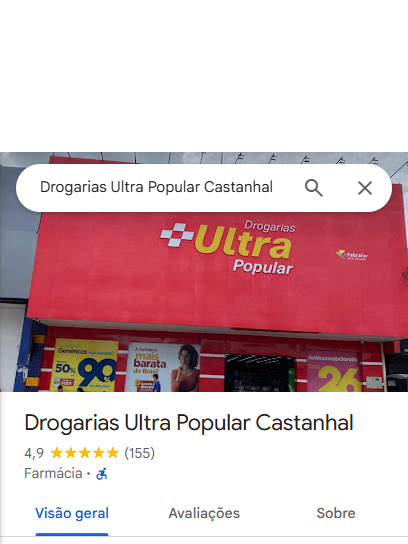 Drogarias Ultra Popular Castanhal
Drogarias
Ultra
Popular
Febrafar
Genéricos
50%
90%
A farmácia
mais
barata
do Brasil
Anticoncepcionais
26
Drogarias Ultra Popular Castanhal
4,9 (155)
Farmácia ·
Visão geral
Avaliações
Sobre